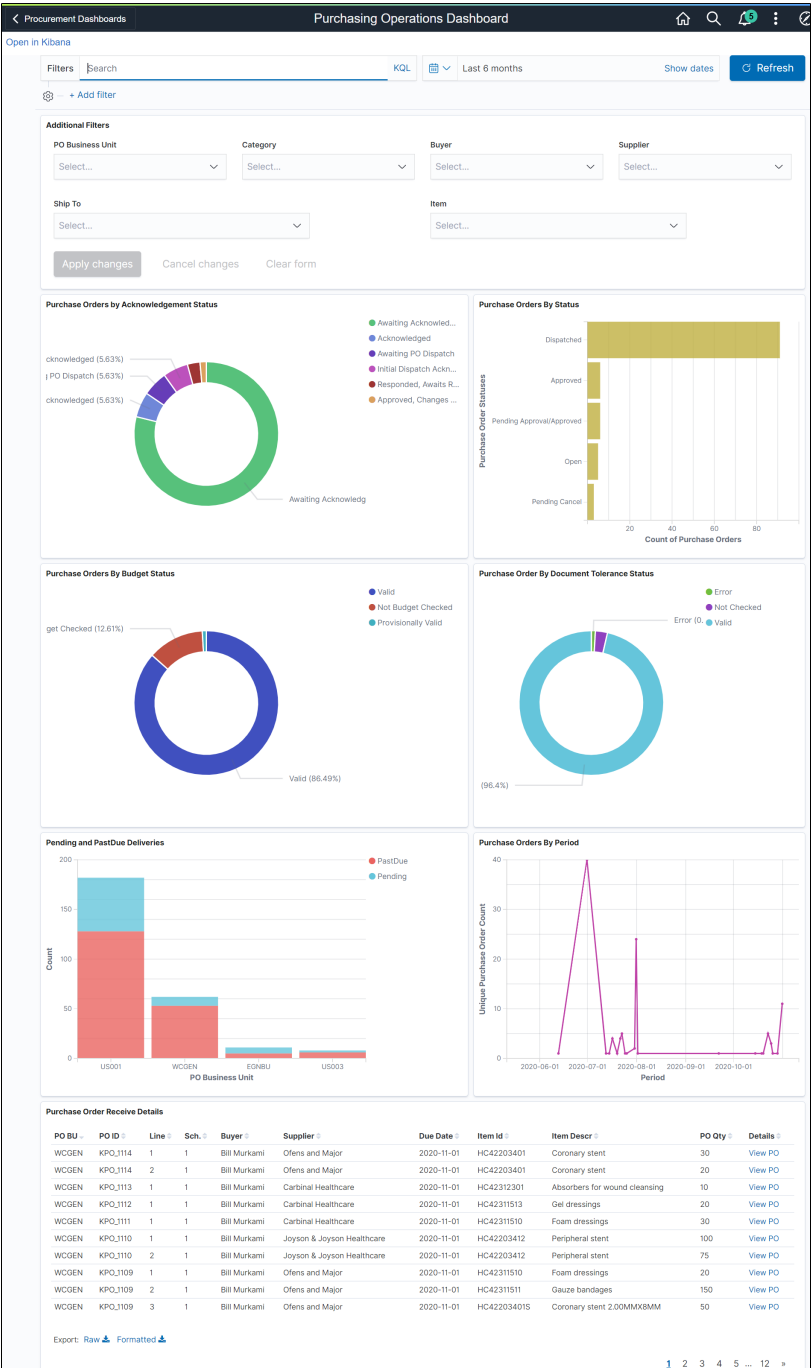 Procurement Dashboards
Purchasing Operations Dashboard
5
Open in Kibana
Filters Search KQL Last 6 months Show dates Refresh
+ Add filter
Additional Filters
PO Business Unit Category Buyer Supplier
Select... Select... Select... Select...
Ship To Item
Select... Select...
Apply changes Cancel changes Clear form
Purchase Orders by Acknowledgement Status
Awaiting Acknowled...
Acknowledged
Awaiting PO Dispatch
Initial Dispatch Ackn...
Responded, Awaits R...
Approved, Changes ...
cknowledged (5.63%)
PO Dispatch (5.63%)
cknowledged (5.63%)
Awaiting Acknowledg
Purchase Orders By Status
Purchase Order Statuses
Dispatched
Approved
Pending Approval/Approved
Open
Pending Cancel
20 40 60 80
Count of Purchase Orders
Purchase Orders By Budget Status
Valid
Not Budget Checked
Provisionally Valid
get Checked (12.61%)
Valid (86.49%)
Purchase Order By Document Tolerance Status
Error
Not Checked
Valid
Error (0.
(96.4%)
Pending and PastDue Deliveries
PastDue
Pending
Count
200
150
100
50
0
US001 WCGEN EGNBU US003
PO Business Unit
Purchase Orders By Period
Unique Purchase Order Count
40
30
20
10
0
2020-06-01 2020-07-01 2020-08-01 2020-09-01 2020-10-01
Period
Purchase Order Receive Details
PO BU PO ID Line Sch. Buyer Supplier Due Date Item Id Item Descr PO Qty Details
WCGEN KPO_1114 1 1 Bill Murkami Ofens and Major 2020-11-01 HC42203401 Coronary stent 30 View PO
WCGEN KPO_1114 2 1 Bill Murkami Ofens and Major 2020-11-01 HC42203401 Coronary stent 20 View PO
WCGEN KPO_1113 1 1 Bill Murkami Carbinal Healthcare 2020-11-01 HC42312301 Absorbers for wound cleansing 10 View PO
WCGEN KPO_1112 1 1 Bill Murkami Carbinal Healthcare 2020-11-01 HC42311513 Gel dressings 20 View PO
WCGEN KPO_1111 1 1 Bill Murkami Carbinal Healthcare 2020-11-01 HC42311510 Foam dressings 30 View PO
WCGEN KPO_1110 1 1 Bill Murkami Joyson & Joyson Healthcare 2020-11-01 HC42203412 Peripheral stent 100 View PO
WCGEN KPO_1110 2 1 Bill Murkami Joyson & Joyson Healthcare 2020-11-01 HC42203412 Peripheral stent 75 View PO
WCGEN KPO_1109 1 1 Bill Murkami Ofens and Major 2020-11-01 HC42311510 Foam dressings 20 View PO
WCGEN KPO_1109 2 1 Bill Murkami Ofens and Major 2020-11-01 HC42311511 Gauze bandages 150 View PO
WCGEN KPO_1109 3 1 Bill Murkami Ofens and Major 2020-11-01 HC42203401S Coronary stent 2.00MMX8MM 50 View PO
Export: Raw Formatted
1 2 3 4 5 ... 12 »